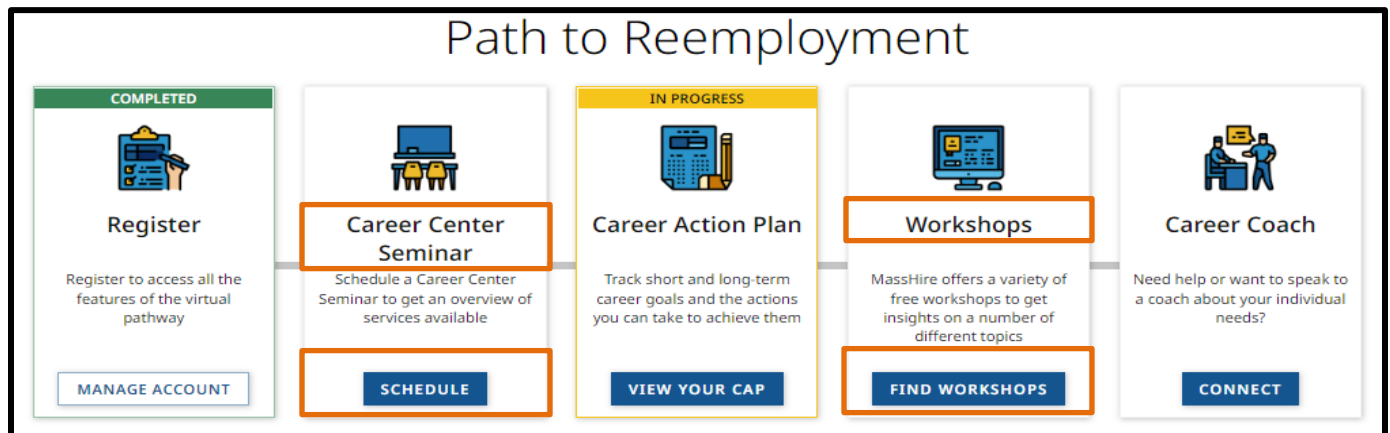 Path to Reemployment
COMPLETED
Register
Register to access all the
features of the virtual
pathway
MANAGE ACCOUNT
Career Center
Seminar
Schedule a Career Center
Seminar to get an overview of
services available
SCHEDULE
IN PROGRESS
Career Action Plan
Track short and long-term
career goals and the actions
you can take to achieve them
VIEW YOUR CAP
Workshops
MassHire offers a variety of
free workshops to get
insights on a number of
different topics
FIND WORKSHOPS
Career Coach
Need help or want to speak to
a coach about your individual
needs?
CONNECT